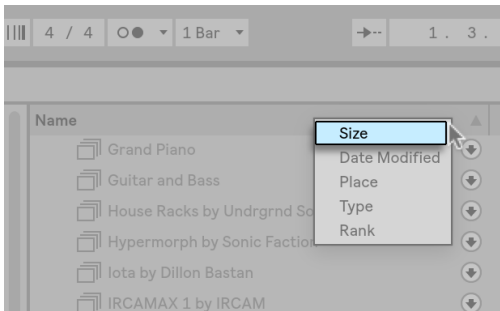 4 / 4 1 Bar 1. 3.
Name
Size
Grand Piano
Date Modified
Guitar and Bass
Place
House Racks by Undrgrnd So
Type
Hypermorph by Sonic Faction
Rank
Iota by Dillon Bastan
IRCAMAX 1 by IRCAM